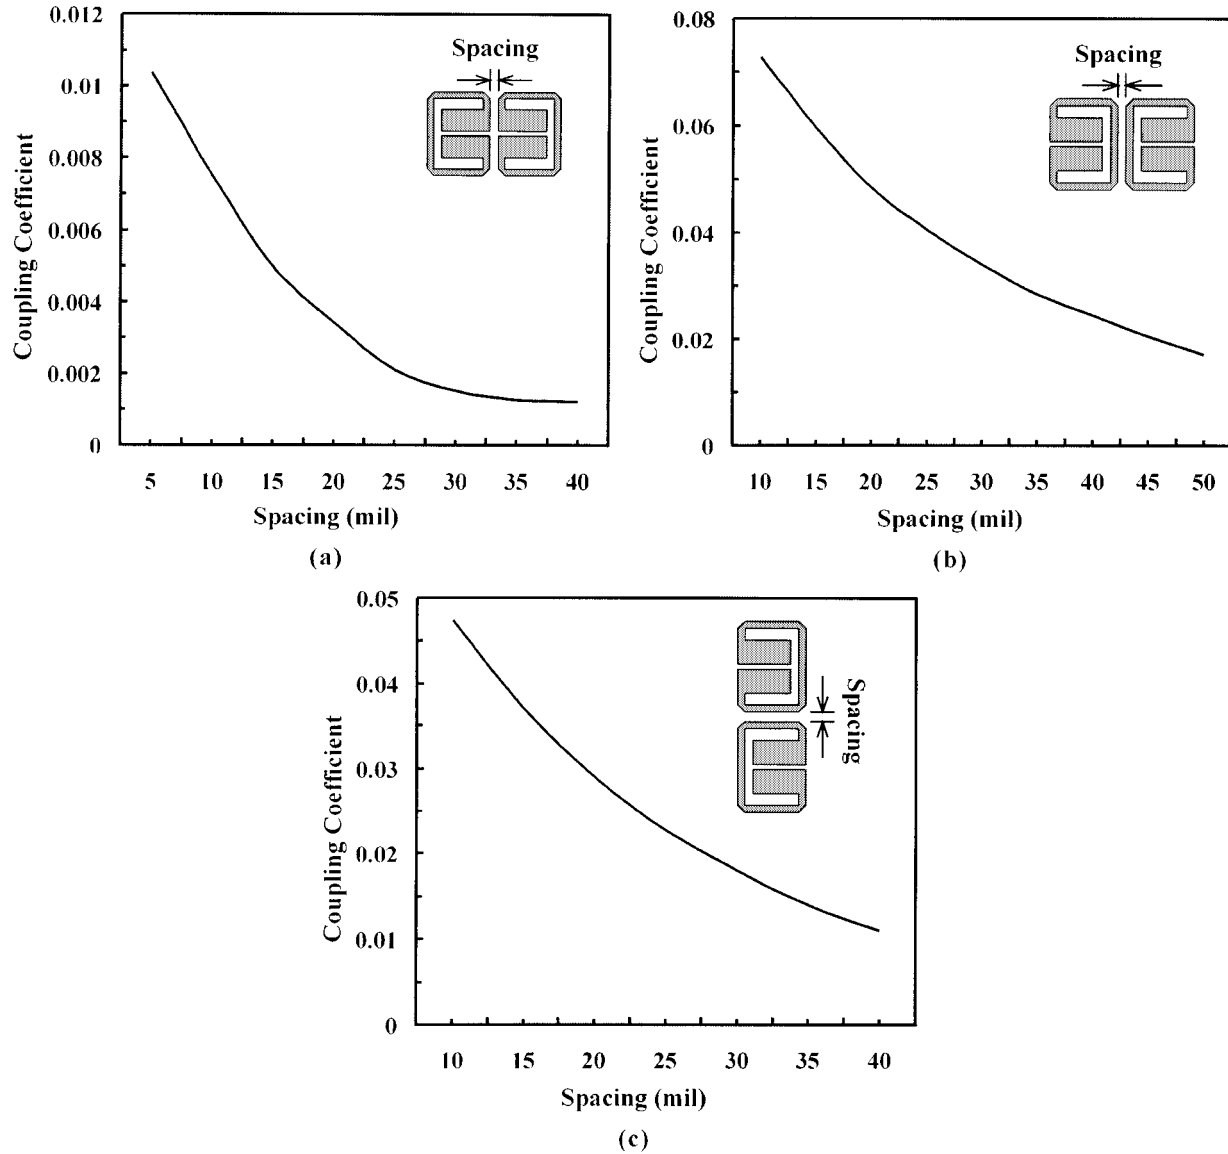 0.012
0.01
0.008
0.006
0.004
0.002
0
Coupling Coefficient
Spacing
5 10 15 20 25 30 35 40
Spacing (mil)
(a)
0.08
0.06
0.04
0.02
0
Coupling Coefficient
Spacing
10 15 20 25 30 35 40 45 50
Spacing (mil)
(b)
0.05
0.04
0.03
0.02
0.01
0
Coupling Coefficient
Spacing
10 15 20 25 30 35 40
Spacing (mil)
(c)